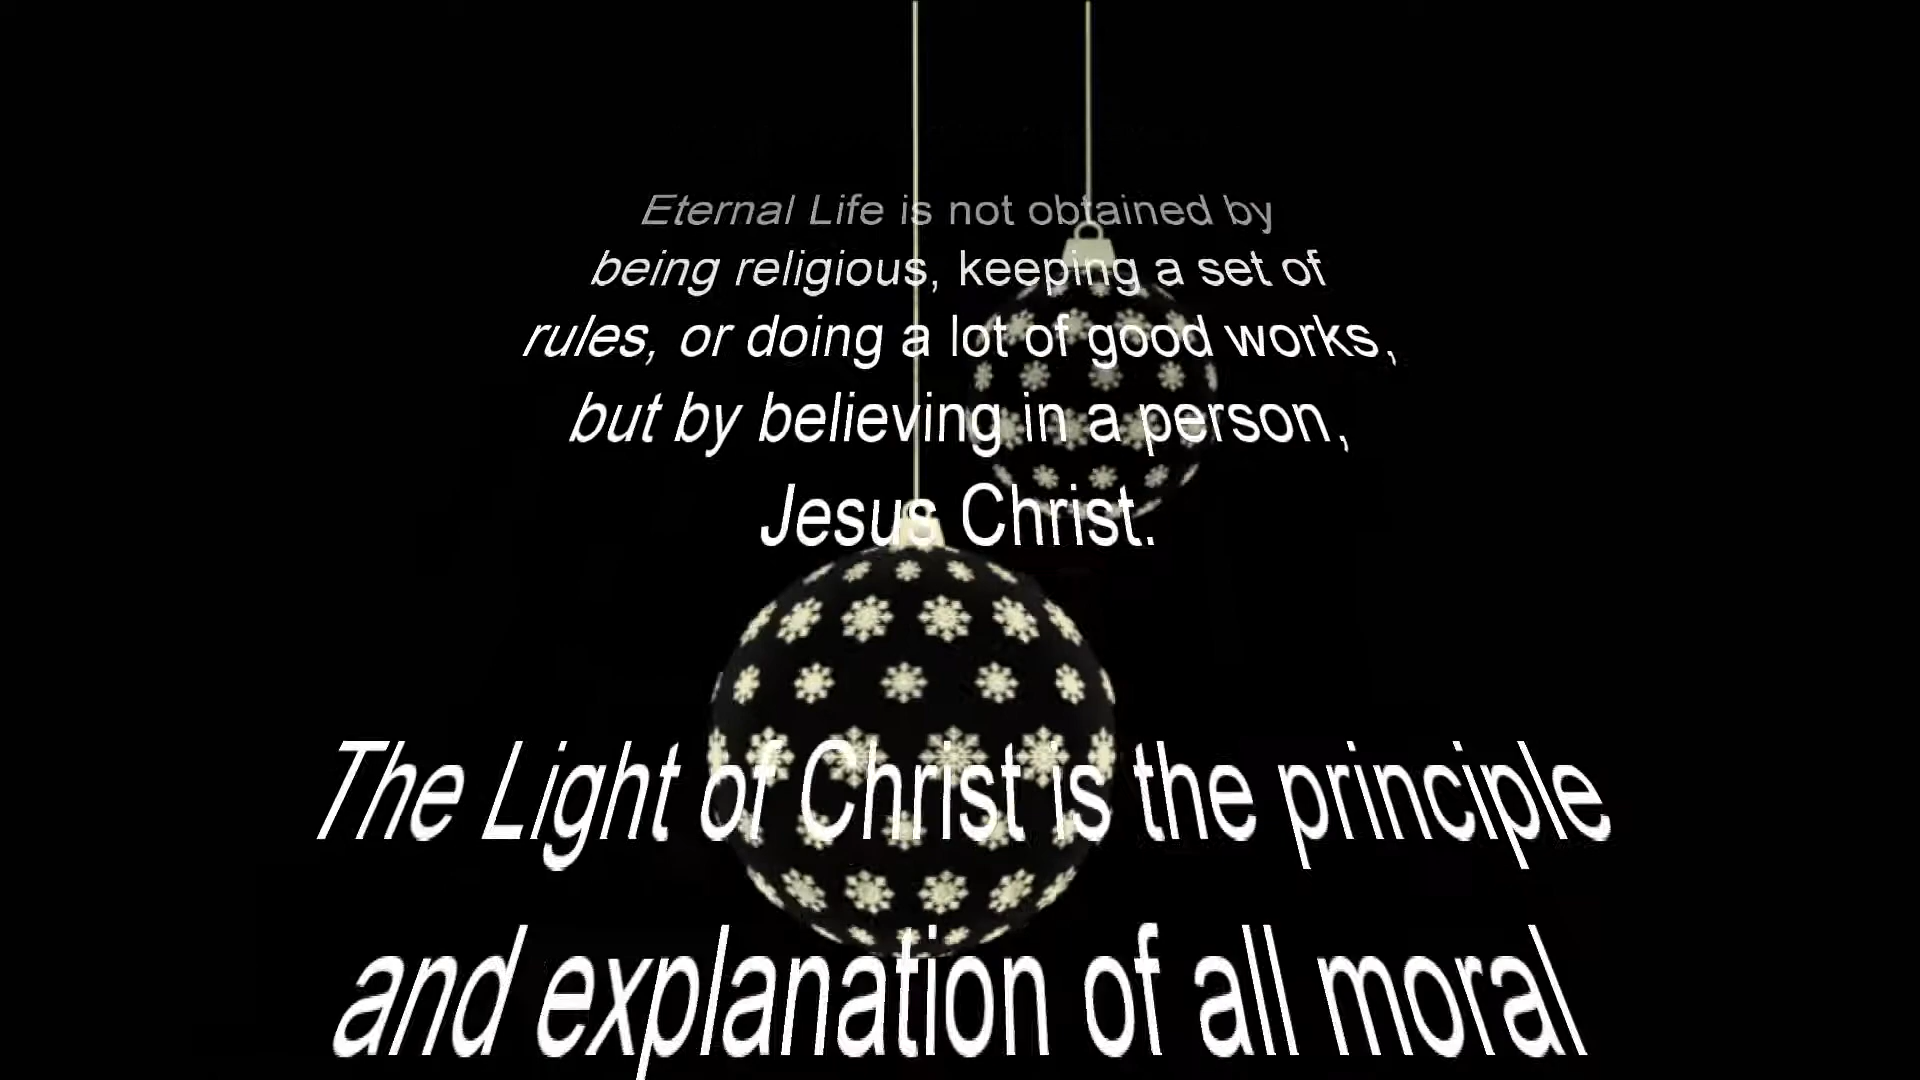 Eternal Life is not obtained by
being religious, keeping a set of
rules, or doing a lot of good works,
but by believing in a person,
Jesus Christ.
The Light of Christ is the principle
and explanation of all moral